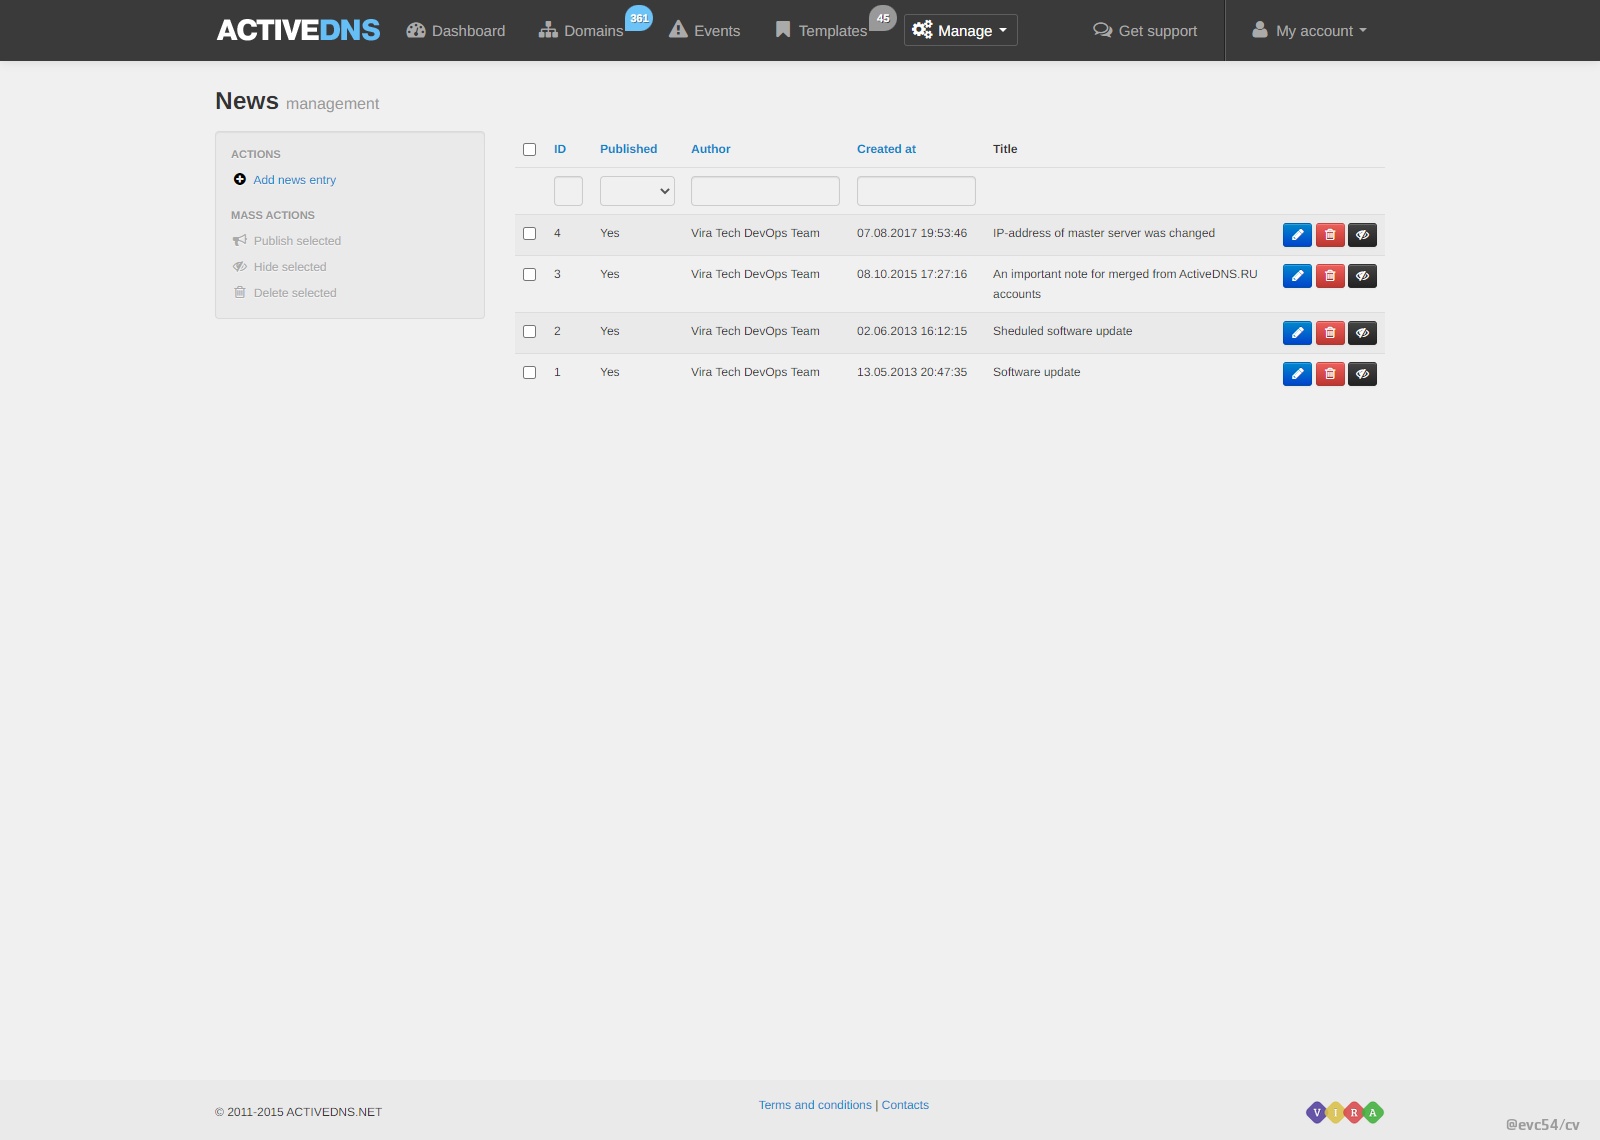 ACTIVEDNS Dashboard Domains 361 Events Templates 45 Manage Get support My account
News management
ACTIONS
Add news entry
MASS ACTIONS
Publish selected
Hide selected
Delete selected
ID Published Author Created at Title
4 Yes Vira Tech DevOps Team 07.08.2017 19:53:46 IP-address of master server was changed
3 Yes Vira Tech DevOps Team 08.10.2015 17:27:16 An important note for merged from ActiveDNS.RU
accounts
2 Yes Vira Tech DevOps Team 02.06.2013 16:12:15 Sheduled software update
1 Yes Vira Tech DevOps Team 13.05.2013 20:47:35 Software update
© 2011-2015 ACTIVEDNS.NET Terms and conditions | Contacts VIRA
@evc54/cv